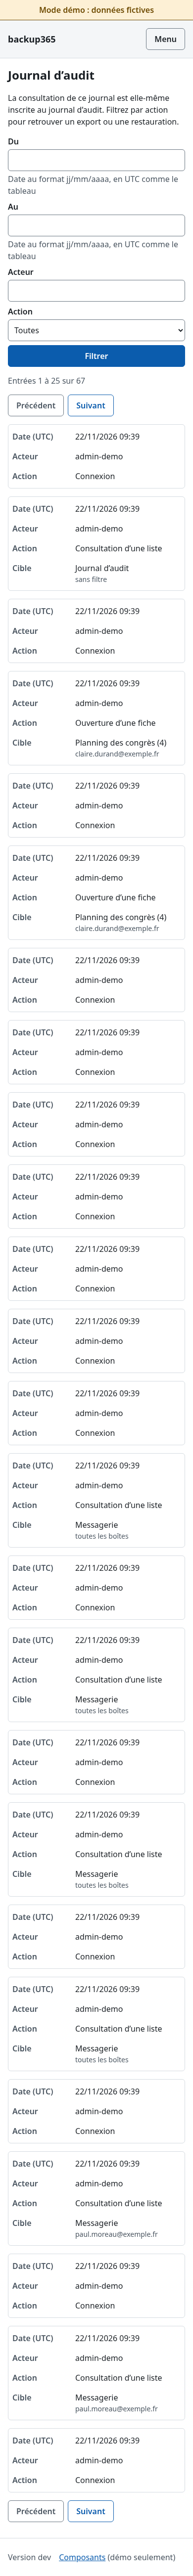 Mode démo : données fictives
backup365
Menu
Journal d’audit
La consultation de ce journal est elle-même
inscrite au journal d’audit. Filtrez par action
pour retrouver un export ou une restauration.
Du
Date au format jj/mm/aaaa, en UTC comme le
tableau
Au
Date au format jj/mm/aaaa, en UTC comme le
tableau
Acteur
Action
Toutes
Filtrer
Entrées 1 à 25 sur 67
Précédent Suivant
Date (UTC) 22/11/2026 09:39
Acteur admin-demo
Action Connexion
Date (UTC) 22/11/2026 09:39
Acteur admin-demo
Action Consultation d’une liste
Cible Journal d’audit
sans filtre
Date (UTC) 22/11/2026 09:39
Acteur admin-demo
Action Connexion
Date (UTC) 22/11/2026 09:39
Acteur admin-demo
Action Ouverture d’une fiche
Cible Planning des congrès (4)
claire.durand@exemple.fr
Date (UTC) 22/11/2026 09:39
Acteur admin-demo
Action Connexion
Date (UTC) 22/11/2026 09:39
Acteur admin-demo
Action Ouverture d’une fiche
Cible Planning des congrès (4)
claire.durand@exemple.fr
Date (UTC) 22/11/2026 09:39
Acteur admin-demo
Action Connexion
Date (UTC) 22/11/2026 09:39
Acteur admin-demo
Action Connexion
Date (UTC) 22/11/2026 09:39
Acteur admin-demo
Action Connexion
Date (UTC) 22/11/2026 09:39
Acteur admin-demo
Action Connexion
Date (UTC) 22/11/2026 09:39
Acteur admin-demo
Action Connexion
Date (UTC) 22/11/2026 09:39
Acteur admin-demo
Action Connexion
Date (UTC) 22/11/2026 09:39
Acteur admin-demo
Action Connexion
Date (UTC) 22/11/2026 09:39
Acteur admin-demo
Action Consultation d’une liste
Cible Messagerie
toutes les boîtes
Date (UTC) 22/11/2026 09:39
Acteur admin-demo
Action Connexion
Date (UTC) 22/11/2026 09:39
Acteur admin-demo
Action Consultation d’une liste
Cible Messagerie
toutes les boîtes
Date (UTC) 22/11/2026 09:39
Acteur admin-demo
Action Connexion
Date (UTC) 22/11/2026 09:39
Acteur admin-demo
Action Consultation d’une liste
Cible Messagerie
toutes les boîtes
Date (UTC) 22/11/2026 09:39
Acteur admin-demo
Action Connexion
Date (UTC) 22/11/2026 09:39
Acteur admin-demo
Action Consultation d’une liste
Cible Messagerie
toutes les boîtes
Date (UTC) 22/11/2026 09:39
Acteur admin-demo
Action Connexion
Date (UTC) 22/11/2026 09:39
Acteur admin-demo
Action Consultation d’une liste
Cible Messagerie
paul.moreau@exemple.fr
Date (UTC) 22/11/2026 09:39
Acteur admin-demo
Action Connexion
Date (UTC) 22/11/2026 09:39
Acteur admin-demo
Action Consultation d’une liste
Cible Messagerie
paul.moreau@exemple.fr
Date (UTC) 22/11/2026 09:39
Acteur admin-demo
Action Connexion
Précédent Suivant
Version dev Composants (démo seulement)